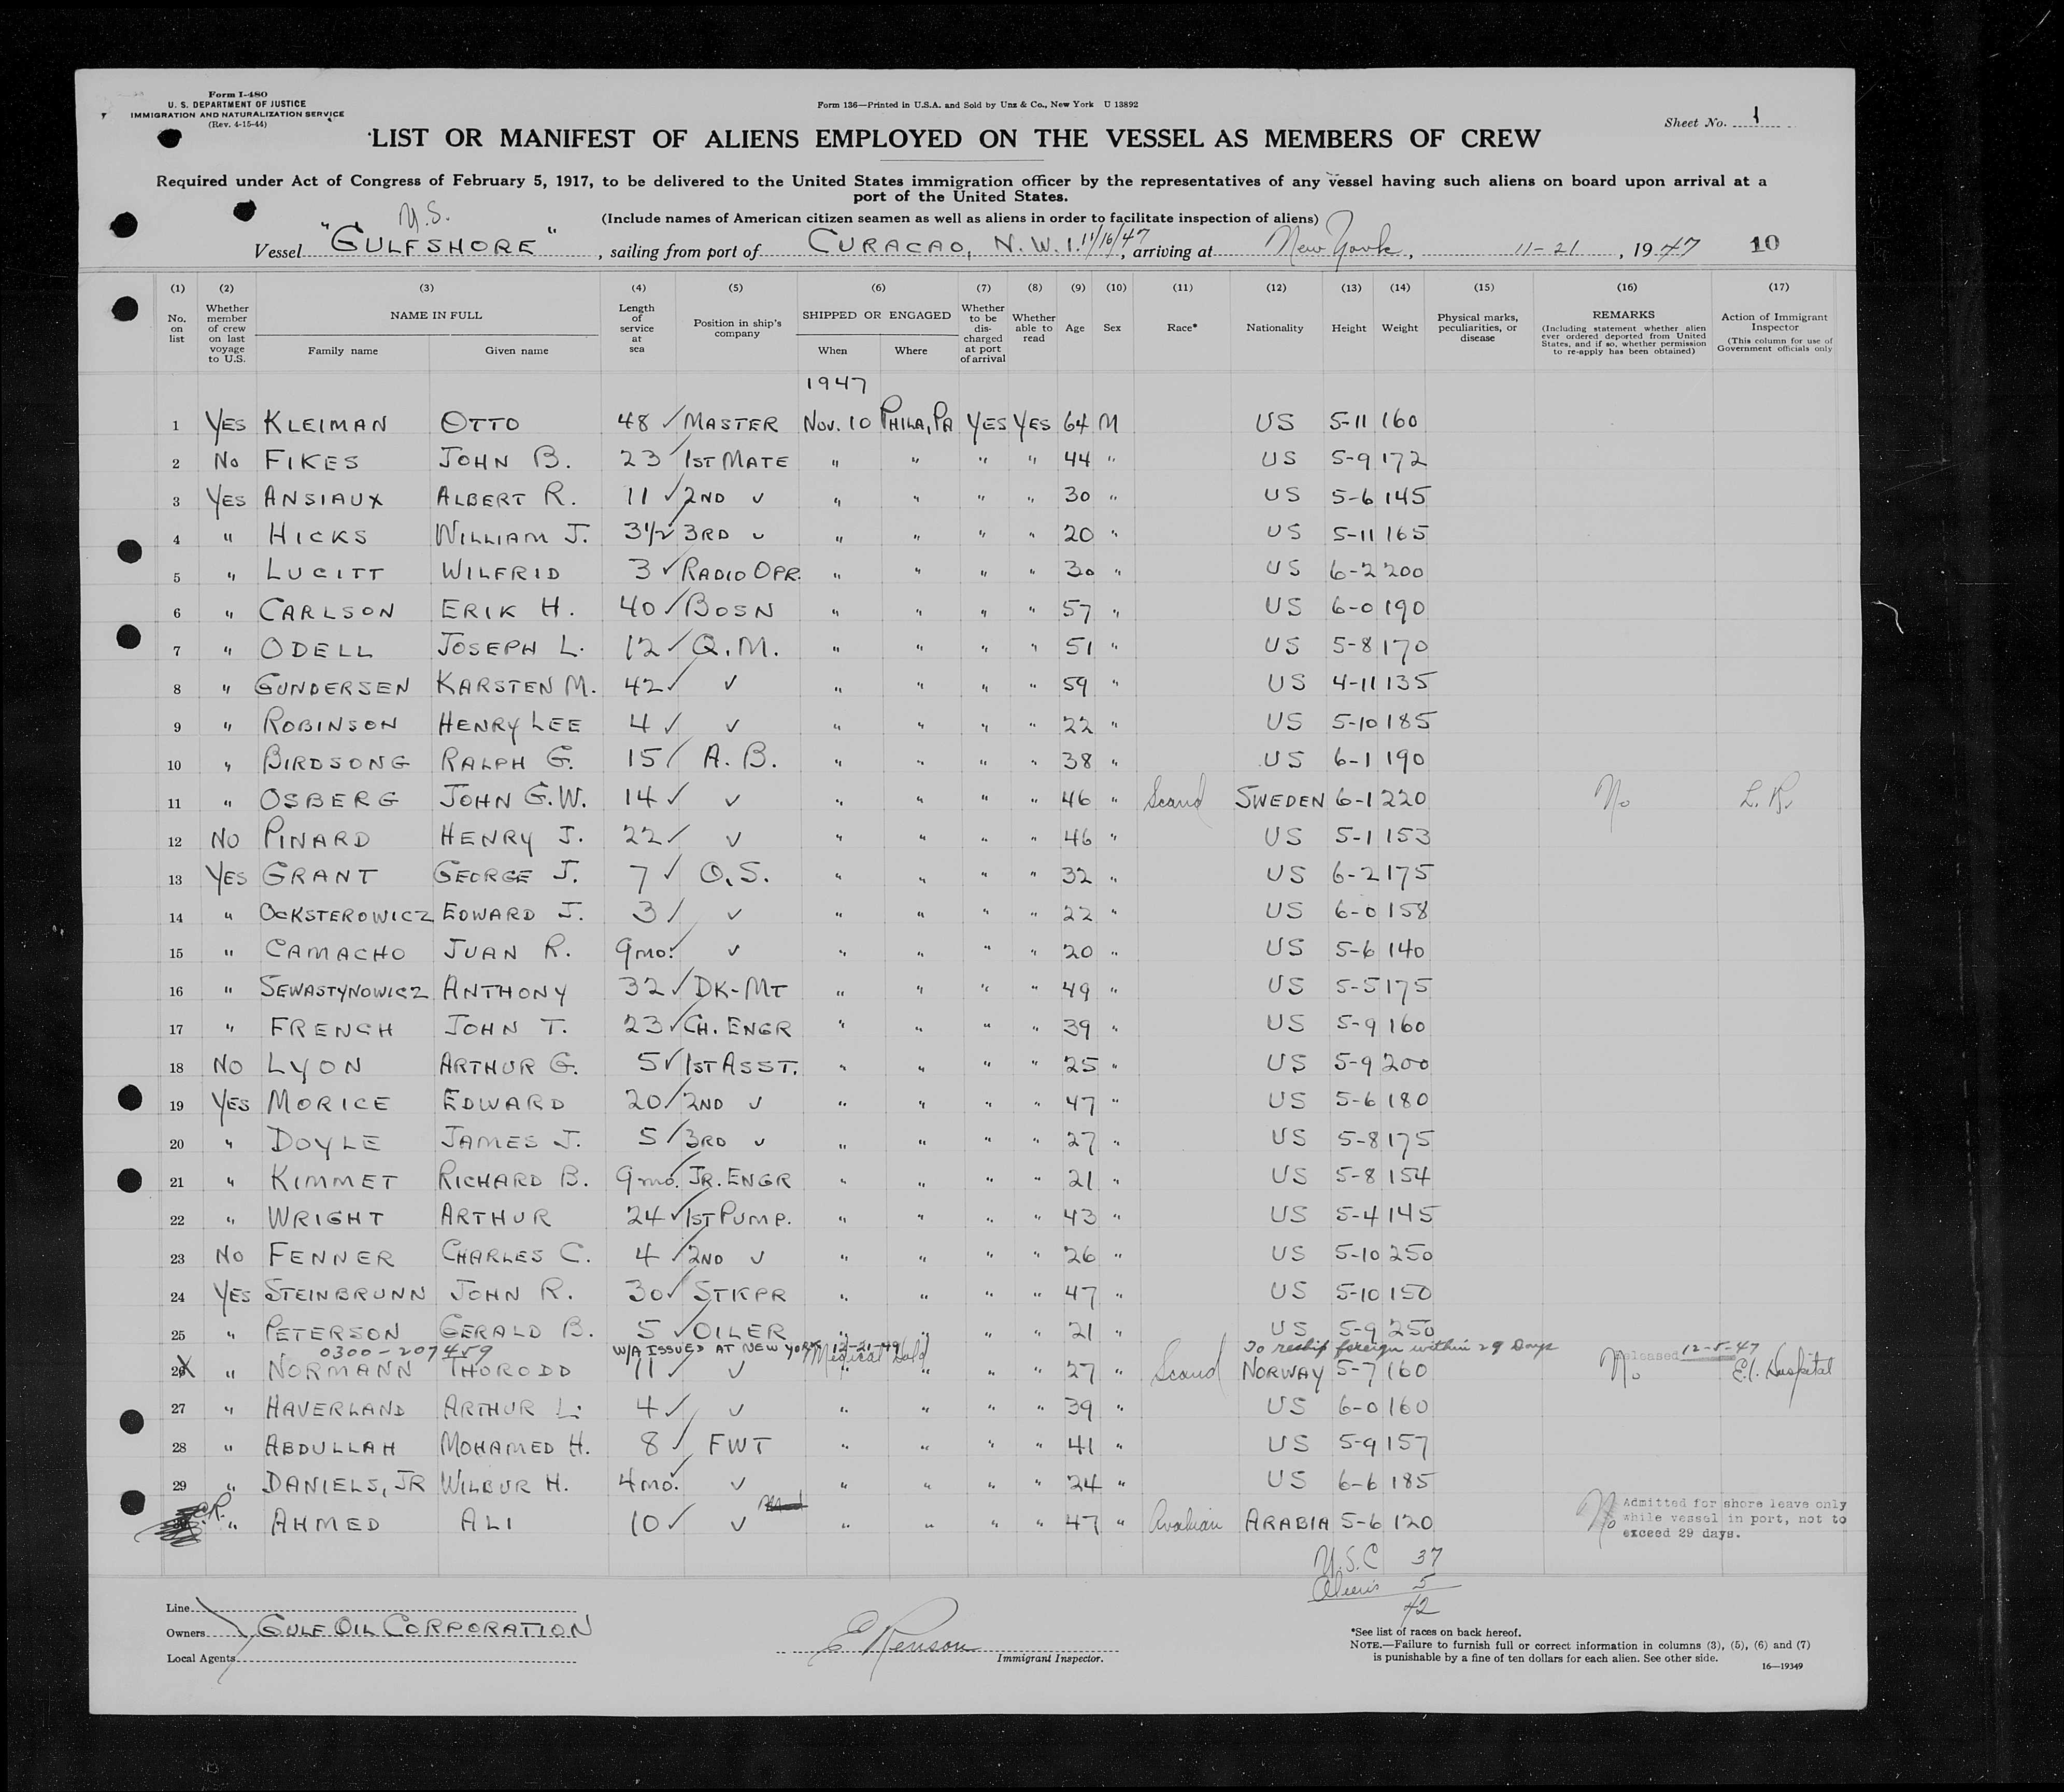 Form I-480
U. S. DEPARTMENT OF JUSTICE
IMMIGRATION AND NATURALIZATION SERVICE
(Rev. 4-15-44)
Form 136—Printed in U.S.A. and Sold by Unz & Co., New York U 13892
Sheet No. 1
LIST OR MANIFEST OF ALIENS EMPLOYED ON THE VESSEL AS MEMBERS OF CREW
Required under Act of Congress of February 5, 1917, to be delivered to the United States immigration officer by the representatives of any vessel having such aliens on board upon arrival at a
port of the United States.
(Include names of American citizen seamen as well as aliens in order to facilitate inspection of aliens)
Vessel "GULFSHORE", sailing from port of CURACAO, N.W.I. 11/16/47, arriving at New York, 11-21, 1947 10
(1) (2) (3) (4) (5) (6) (7) (8) (9) (10) (11) (12) (13) (14) (15) (16) (17)
No. on list
Whether member of crew on last voyage to U.S.
NAME IN FULL
Family name Given name
Length of service at sea
Position in ship's company
SHIPPED OR ENGAGED
When Where
Whether to be discharged at port of arrival
Whether able to read
Age
Sex
Race*
Nationality
Height
Weight
Physical marks, peculiarities, or disease
REMARKS
(Including statement whether alien ever ordered deported from United States, and if so, whether permission to re-apply has been obtained)
Action of Immigrant Inspector
(This column for use of Government officials only
1947
1 YES KLEIMAN OTTO 48 ✓ MASTER NOV. 10 PHILA, PA YES YES 64 M US 5-11 160
2 NO FIKES JOHN B. 23 1ST MATE " " " " 44 " US 5-9 172
3 YES ANSIAUX ALBERT R. 11 ✓ 2ND ✓ " " " " 30 " US 5-6 145
4 " HICKS WILLIAM J. 3½ ✓ 3RD ✓ " " " " 20 " US 5-11 165
5 " LUCITT WILFRID 3 ✓ RADIO OPR. " " " " 30 " US 6-2 200
6 " CARLSON ERIK H. 40 ✓ BOSN " " " " 57 " US 6-0 190
7 " ODELL JOSEPH L. 12 ✓ Q.M. " " " " 51 " US 5-8 170
8 " GUNDERSEN KARSTEN M. 42 ✓ ✓ " " " " 59 " US 4-11 135
9 " ROBINSON HENRY LEE 4 ✓ ✓ " " " " 22 " US 5-10 185
10 " BIRDSONG RALPH G. 15 ✓ A.B. " " " " 38 " US 6-1 190
11 " OSBERG JOHN G.W. 14 ✓ ✓ " " " " 46 " Scand SWEDEN 6-1 220 No L.R.
12 NO PINARD HENRY J. 22 ✓ ✓ " " " " 46 " US 5-1 153
13 YES GRANT GEORGE J. 7 ✓ O.S. " " " " 32 " US 6-2 175
14 " OCKSTEROWICZ EDWARD J. 3 ✓ ✓ " " " " 22 " US 6-0 158
15 " CAMACHO JUAN R. 9 mo. ✓ ✓ " " " " 20 " US 5-6 140
16 " SEWASTYNOWICZ ANTHONY 32 ✓ DK-MT " " " " 49 " US 5-5 175
17 " FRENCH JOHN T. 23 ✓ CH. ENGR " " " " 39 " US 5-9 160
18 NO LYON ARTHUR G. 5 ✓ 1ST ASST. " " " " 25 " US 5-9 200
19 YES MORICE EDWARD 20 ✓ 2ND ✓ " " " " 47 " US 5-6 180
20 " DOYLE JAMES J. 5 ✓ 3RD ✓ " " " " 27 " US 5-8 175
21 " KIMMET RICHARD B. 9 mo. ✓ JR. ENGR " " " " 21 " US 5-8 154
22 " WRIGHT ARTHUR 24 ✓ 1ST PUMP. " " " " 43 " US 5-4 145
23 NO FENNER CHARLES C. 4 ✓ 2ND ✓ " " " " 26 " US 5-10 250
24 YES STEINBRUNN JOHN R. 30 ✓ STKPR " " " " 47 " US 5-10 150
25 " PETERSON GERALD B. 5 ✓ OILER " " " " 21 " US 5-9 250
0300-207459 W/A ISSUED AT NEW YORK 12-21-49 Medical hold To reship foreign within 29 Days Released 12-5-47
26 X " NORMANN THORODD 11 ✓ ✓ " " " " 27 " Scand NORWAY 5-7 160 No E.I. Hospital
27 " HAVERLAND ARTHUR L. 4 ✓ ✓ " " " " 39 " US 6-0 160
28 " ABDULLAH MOHAMED H. 8 ✓ FWT " " " " 41 " US 5-9 157
29 " DANIELS, JR WILBUR H. 4 mo. ✓ ✓ " " " " 24 " US 6-6 185
" AHMED ALI 10 ✓ ✓ " " " " 47 " Arabian ARABIA 5-6 120 No Admitted for shore leave only
while vessel in port, not to
exceed 29 days.
U.S.C 37
Aliens 5
42
Line
Owners GULF OIL CORPORATION
Local Agents
E Renson
Immigrant Inspector.
*See list of races on back hereof.
NOTE.—Failure to furnish full or correct information in columns (3), (5), (6) and (7)
is punishable by a fine of ten dollars for each alien. See other side.
16—19349